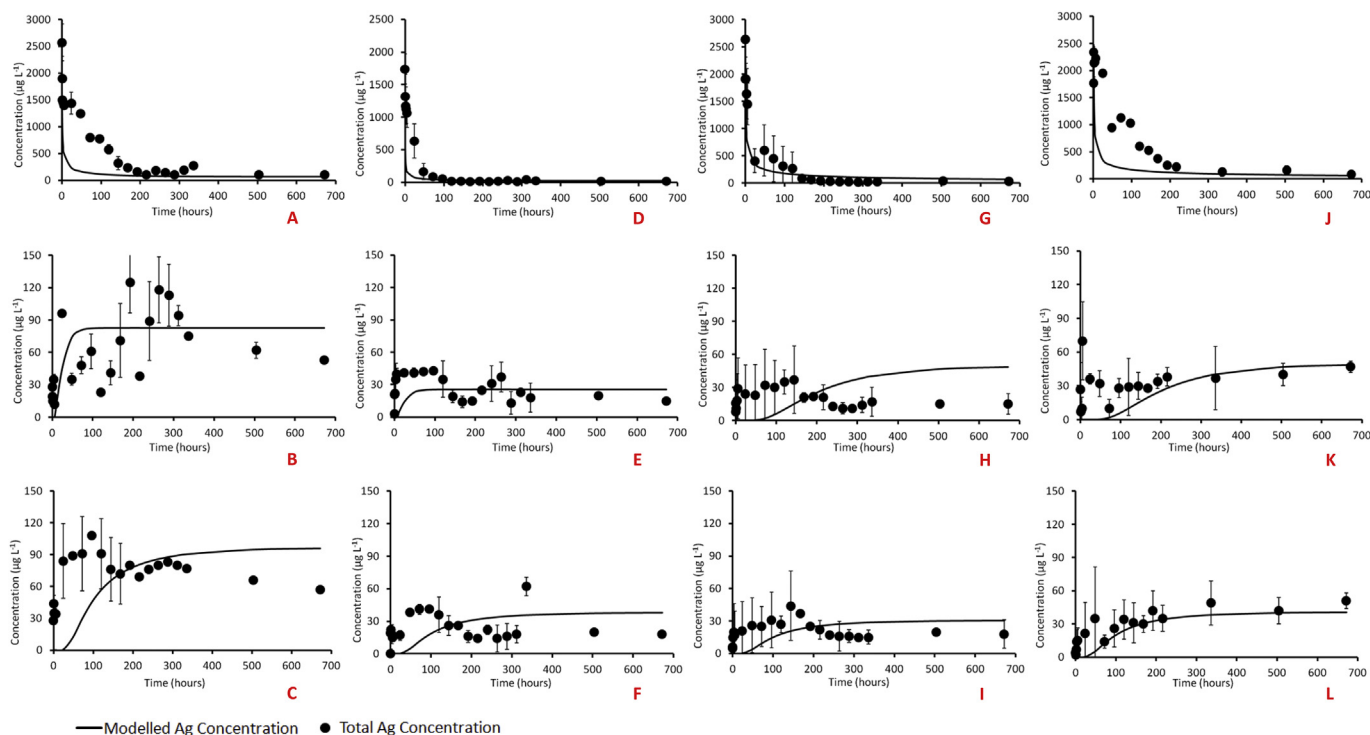 Concentration (µg L⁻¹)
3000
2500
2000
1500
1000
500
0
0 100 200 300 400 500 600 700
Time (hours)
A
Concentration (µg L⁻¹)
2500
2000
1500
1000
500
0
0 100 200 300 400 500 600 700
Time (hours)
D
Concentration (µg L⁻¹)
3000
2500
2000
1500
1000
500
0
0 100 200 300 400 500 600 700
Time (hours)
G
Concentration (µg L⁻¹)
3000
2500
2000
1500
1000
500
0
0 100 200 300 400 500 600 700
Time (hours)
J
Concentration (µg L⁻¹)
150
120
90
60
30
0
0 100 200 300 400 500 600 700
Time (hours)
B
Concentration (µg L⁻¹)
150
120
90
60
30
0
0 100 200 300 400 500 600 700
Time (hours)
E
Concentration (µg L⁻¹)
150
120
90
60
30
0
0 100 200 300 400 500 600 700
Time (hours)
H
Concentration (µg L⁻¹)
150
120
90
60
30
0
0 100 200 300 400 500 600 700
Time (hours)
K
Concentration (µg L⁻¹)
150
120
90
60
30
0
0 100 200 300 400 500 600 700
Time (hours)
C
Concentration (µg L⁻¹)
150
120
90
60
30
0
0 100 200 300 400 500 600 700
Time (hours)
F
Concentration (µg L⁻¹)
150
120
90
60
30
0
0 100 200 300 400 500 600 700
Time (hours)
I
Concentration (µg L⁻¹)
150
120
90
60
30
0
0 100 200 300 400 500 600 700
Time (hours)
L
Modelled Ag Concentration
Total Ag Concentration